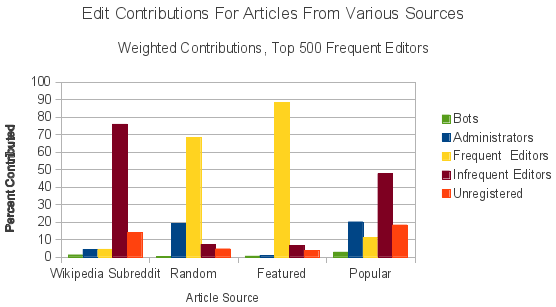 Edit Contributions For Articles From Various Sources
Weighted Contributions, Top 500 Frequent Editors
Percent Contributed
100
90
80
70
60
50
40
30
20
10
0
Wikipedia Subreddit
Random
Featured
Popular
Article Source
Bots
Administrators
Frequent Editors
Infrequent Editors
Unregistered